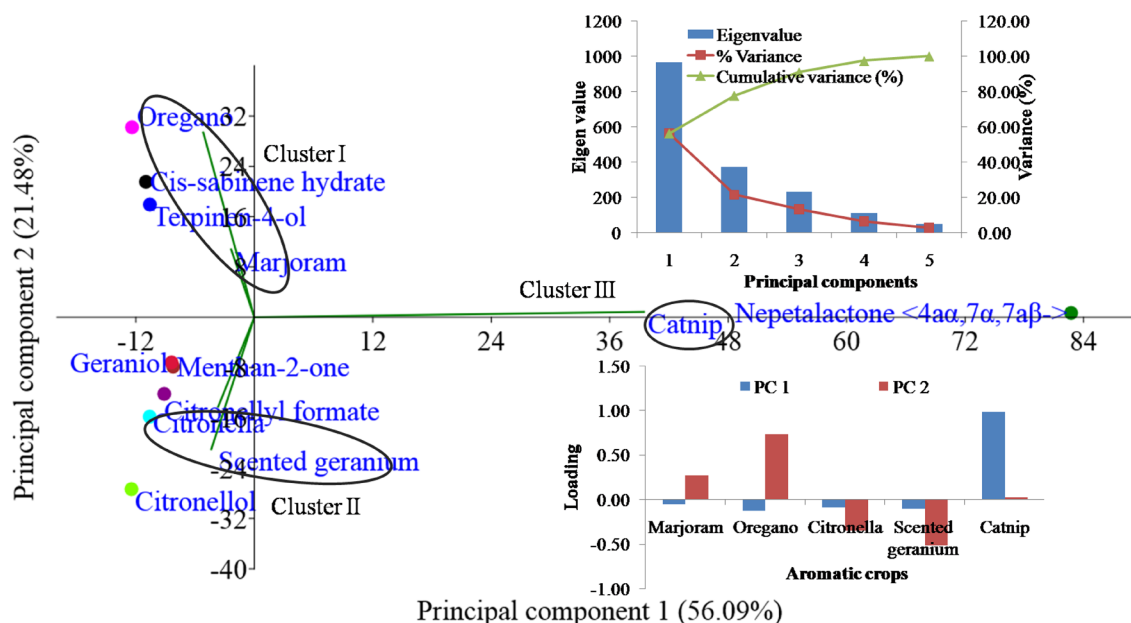 Principal component 2 (21.48%)
Oregano
32
Cluster I
24
Cis-sabinene hydrate
Terpinen-4-ol
16
Marjoram
Cluster III
Catnip
Nepetalactone <4aα,7α,7aβ->
-12
12
24
36
48
60
72
84
Geraniol
Menthan-2-one
-8
Citronellyl formate
-16
Citronella
Scented geranium
-24
Citronellol
Cluster II
-32
-40
Principal component 1 (56.09%)
Eigen value
1200
1000
800
600
400
200
0
Eigenvalue
% Variance
Cumulative variance (%)
120.00
100.00
80.00
60.00
40.00
20.00
0.00
Variance (%)
1 2 3 4 5
Principal components
PC 1 PC 2
Loading
1.00
0.50
0.00
-0.50
-1.00
Marjoram Oregano Citronella Scented Catnip
geranium
Aromatic crops